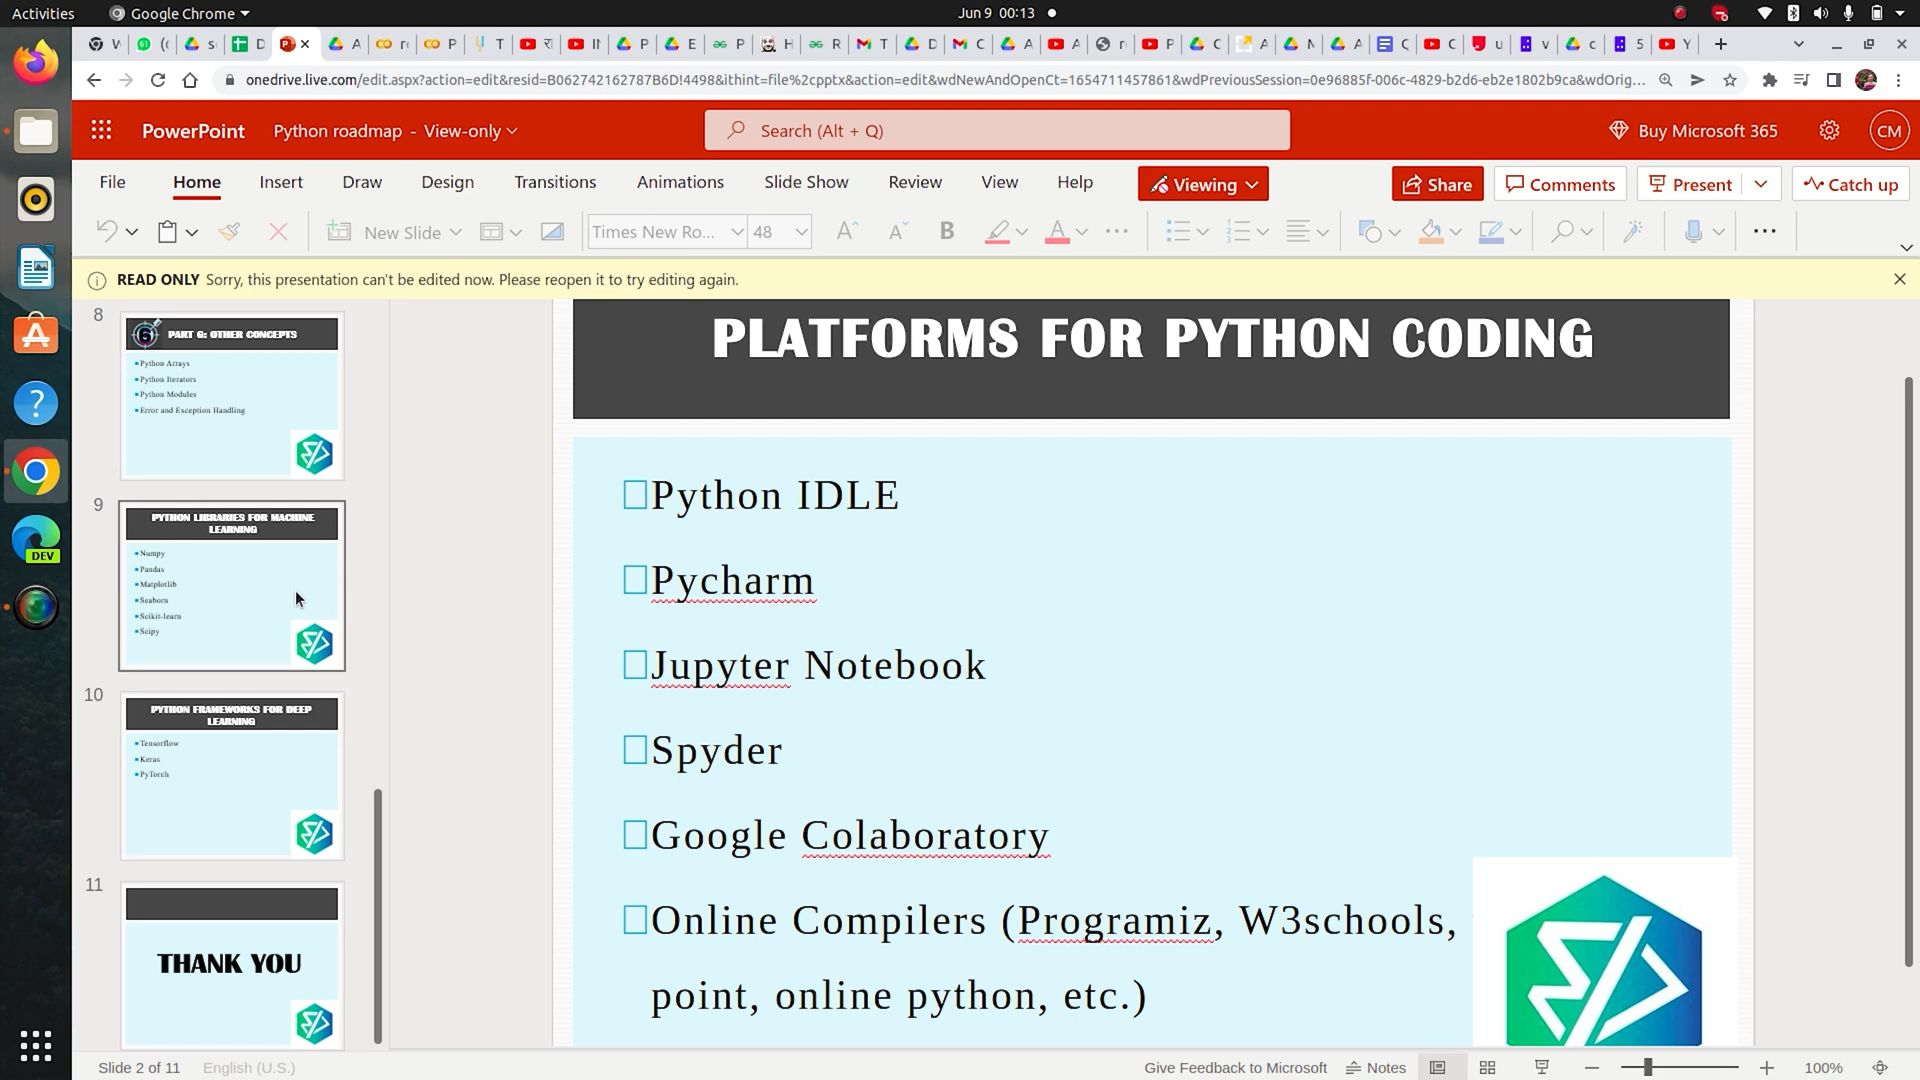 Activities
Google Chrome
Jun 9 00:13
onedrive.live.com/edit.aspx?action=edit&resid=B062742162787B6D!4498&ithint=file%2cpptx&action=edit&wdNewAndOpenCt=1654711457861&wdPreviousSession=0e96885f-006c-4829-b2d6-eb2e1802b9ca&wdOrig...
PowerPoint
Python roadmap - View-only
Search (Alt + Q)
Buy Microsoft 365
CM
File Home Insert Draw Design Transitions Animations Slide Show Review View Help
Viewing
Share
Comments
Present
Catch up
New Slide
Times New Ro...
48
READ ONLY Sorry, this presentation can't be edited now. Please reopen it to try editing again.
8
PART 6: OTHER CONCEPTS
Python Arrays
Python Iterators
Python Modules
Error and Exception Handling
9
PYTHON LIBRARIES FOR MACHINE
LEARNING
Numpy
Pandas
Matplotlib
Seaborn
Scikit-learn
Scipy
10
PYTHON FRAMEWORKS FOR DEEP
LEARNING
Tensorflow
Keras
PyTorch
11
THANK YOU
PLATFORMS FOR PYTHON CODING
Python IDLE
Pycharm
Jupyter Notebook
Spyder
Google Colaboratory
Online Compilers (Programiz, W3schools,
point, online python, etc.)
DEV
Slide 2 of 11
English (U.S.)
Give Feedback to Microsoft
Notes
100%